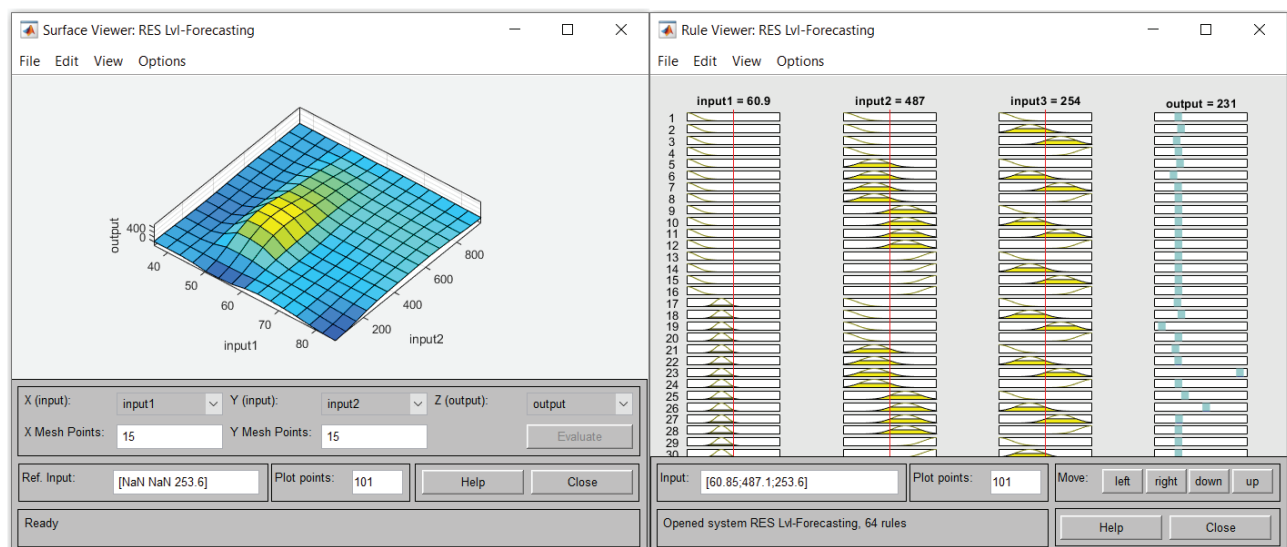 Surface Viewer: RES Lvl-Forecasting
File Edit View Options
400
0
output
40
50
60
70
80
input1
200
400
600
800
input2
X (input): input1 Y (input): input2 Z (output): output
X Mesh Points: 15 Y Mesh Points: 15 Evaluate
Ref. Input: [NaN NaN 253.6] Plot points: 101 Help Close
Ready
Rule Viewer: RES Lvl-Forecasting
File Edit View Options
input1 = 60.9 input2 = 487 input3 = 254 output = 231
1
2
3
4
5
6
7
8
9
10
11
12
13
14
15
16
17
18
19
20
21
22
23
24
25
26
27
28
29
30
Input: [60.85;487.1;253.6] Plot points: 101 Move: left right down up
Opened system RES Lvl-Forecasting, 64 rules Help Close